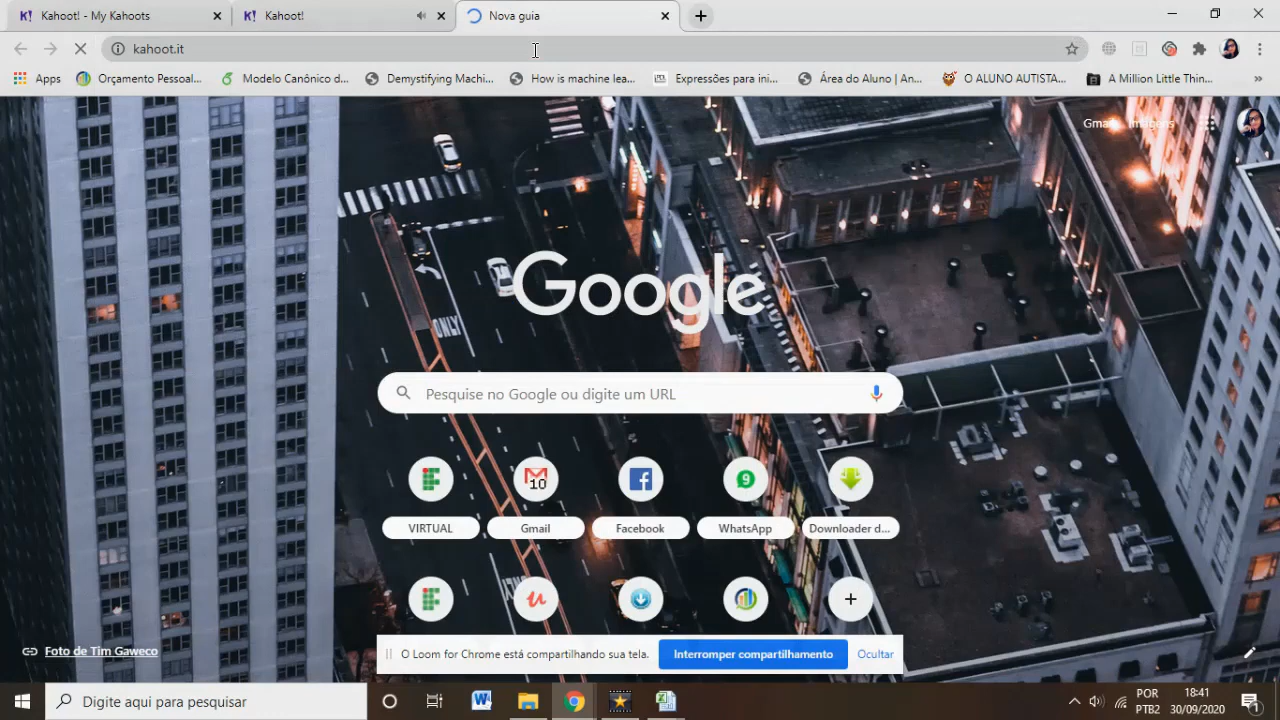 Kahoot! - My Kahoots
Kahoot!
Nova guia
kahoot.it
Apps
Orçamento Pessoal...
Modelo Canônico d...
Demystifying Machi...
How is machine lea...
Expressões para ini...
Área do Aluno | An...
O ALUNO AUTISTA...
A Million Little Thin...
»
Gmail
Imagens
ONLY
Google
Pesquise no Google ou digite um URL
10
9
VIRTUAL
Gmail
Facebook
WhatsApp
Downloader d...
Foto de Tim Gaweco
O Loom for Chrome está compartilhando sua tela.
Interromper compartilhamento
Ocultar
Digite aqui para pesquisar
POR
PTB2
18:41
30/09/2020
1